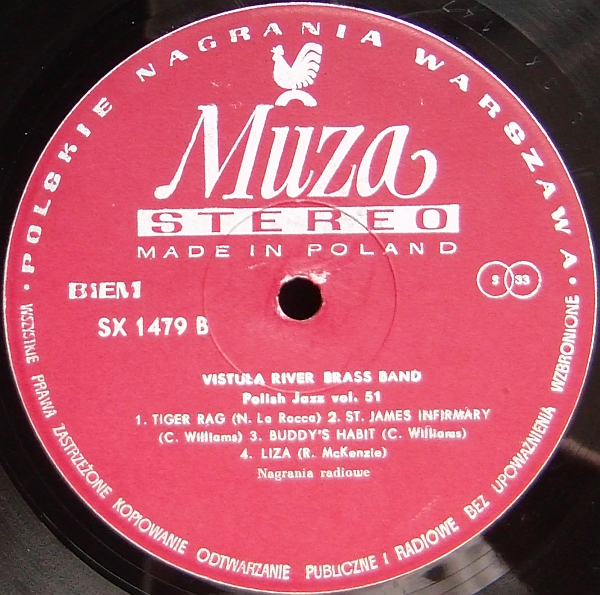 • POLSKIE NAGRANIA WARSZAWA •
Muza
STEREO
MADE IN POLAND
BIEM
S 33
SX 1479 B
VISTUŁA RIVER BRASS BAND
Polish Jazz vol. 51
1. TIGER RAG (N. La Rocca) 2. ST. JAMES INFIRMARY
(C. Williams) 3. BUDDY'S HABIT (C. Williams)
4. LIZA (R. McKenzie)
Nagrania radiowe
WSZYSTKIE PRAWA ZASTRZEŻONE KOPIOWANIE ODTWARZANIE PUBLICZNE I RADIOWE BEZ UPOWAŻNIENIA WZBRONIONE